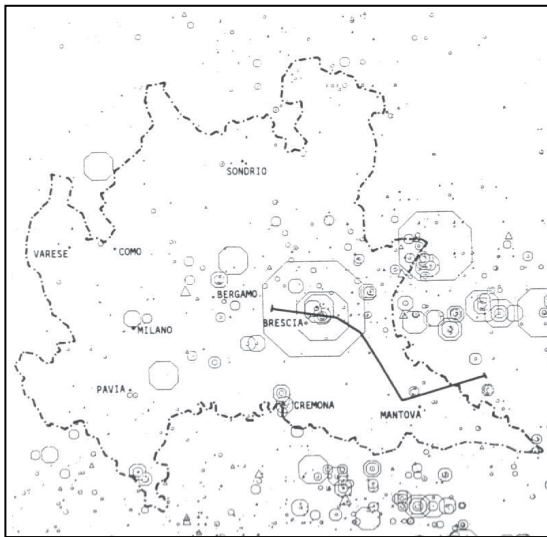 SONDRIO
VARESE
COMO
BERGAMO
BRESCIA
MILANO
PAVIA
CREMONA
MANTOVA